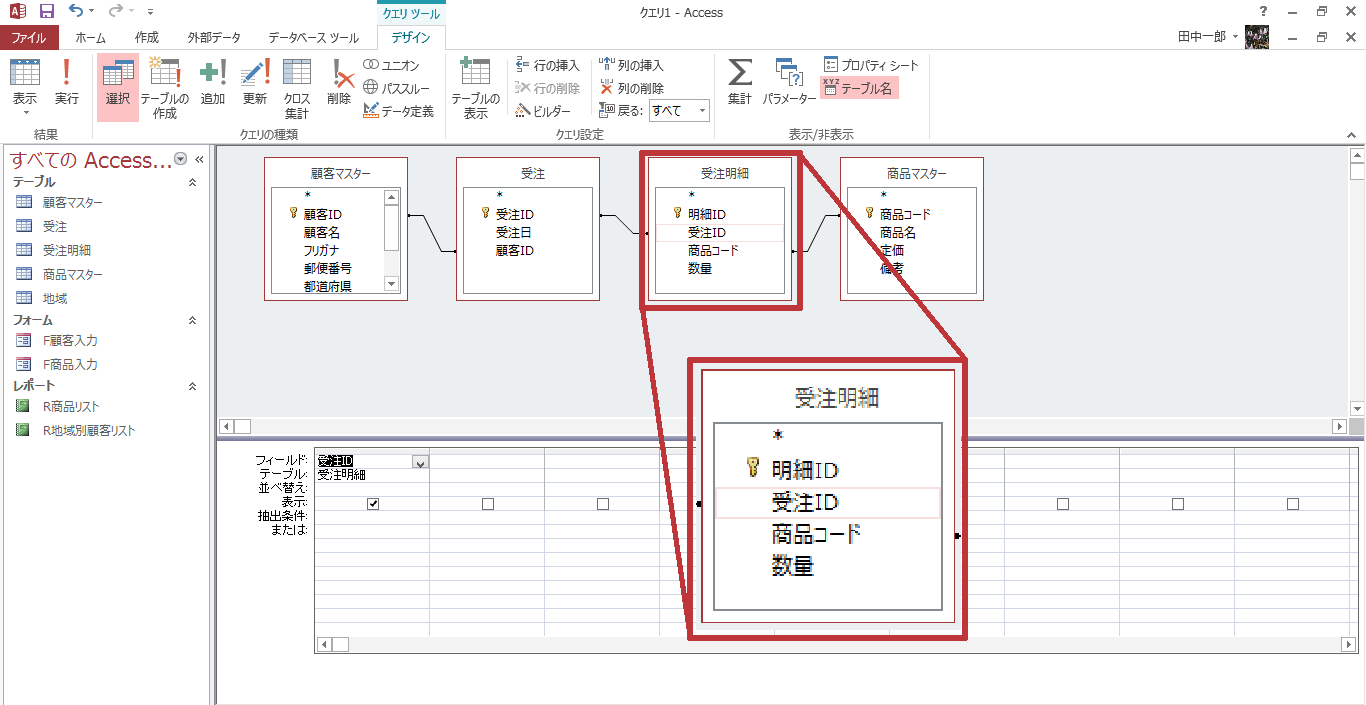 クエリ ツール
クエリ1 - Access
?
ファイル
ホーム
作成
外部データ
データベース ツール
デザイン
田中一郎
表示
実行
結果
選択
テーブルの
作成
追加
更新
クロス
集計
削除
ユニオン
パススルー
データ定義
クエリの種類
テーブルの
表示
行の挿入
行の削除
ビルダー
列の挿入
列の削除
戻る: すべて
クエリ設定
集計
パラメーター
プロパティ シート
XYZ
テーブル名
表示/非表示
すべての Access...
テーブル
顧客マスター
受注
受注明細
商品マスター
地域
フォーム
F顧客入力
F商品入力
レポート
R商品リスト
R地域別顧客リスト
顧客マスター
*
顧客ID
顧客名
フリガナ
郵便番号
都道府県
受注
*
受注ID
受注日
顧客ID
受注明細
*
明細ID
受注ID
商品コード
数量
商品マスター
*
商品コード
商品名
定価
備考
受注明細
*
明細ID
受注ID
商品コード
数量
フィールド: 受注ID
テーブル: 受注明細
並べ替え:
表示:
抽出条件:
または: